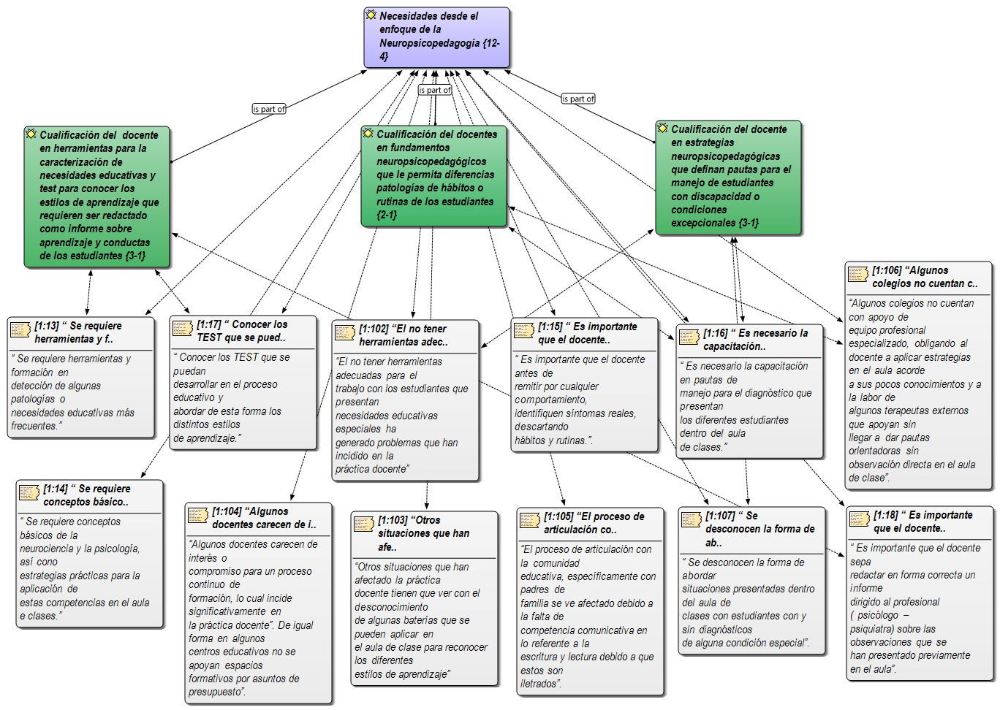 Necesidades desde el
enfoque de la
Neuropsicopedagogía {12-
4}
is part of
is part of
is part of
Cualificación del docente
en herramientas para la
caracterización de
necesidades educativas y
test para conocer los
estilos de aprendizaje que
requieren ser redactado
como informe sobre
aprendizaje y conductas
de los estudiantes {3-1}
Cualificación del docentes
en fundamentos
neuropsicopedagógicos
que le permita diferencias
patologías de hábitos o
rutinas de los estudiantes
{2-1}
Cualificación del docente
en estrategias
neuropsicopedagógicas
que definan pautas para el
manejo de estudiantes
con discapacidad o
condiciones
excepcionales {3-1}
[1:106] “Algunos
colegios no cuentan c..
“Algunos colegios no cuentan
con apoyo de
equipo profesional
especializado, obligando al
docente a aplicar estrategias
en el aula acorde
a sus pocos conocimientos y a
la labor de
algunos terapeutas externos
que apoyan sin
llegar a dar pautas
orientadoras sin
observación directa en el aula
de clase”.
[1:13] “ Se requiere
herramientas y f..
“ Se requiere herramientas y
formación en
detección de algunas
patologías o
necesidades educativas más
frecuentes.”
[1:17] “ Conocer los
TEST que se pued..
“ Conocer los TEST que se
puedan
desarrollar en el proceso
educativo y
abordar de esta forma los
distintos estilos
de aprendizaje.”
[1:102] “El no tener
herramientas adec..
“El no tener herramientas
adecuadas para el
trabajo con los estudiantes que
presentan
necesidades educativas
especiales ha
generado problemas que han
incidido en la
práctica docente”
[1:15] “ Es importante
que el docente..
“ Es importante que el docente
antes de
remitir por cualquier
comportamiento,
identifiquen síntomas reales,
descartando
hábitos y rutinas.”.
[1:16] “ Es necesario la
capacitación..
“ Es necesario la capacitación
en pautas de
manejo para el diagnóstico que
presentan
los diferentes estudiantes
dentro del aula
de clases.”
[1:14] “ Se requiere
conceptos básico..
“ Se requiere conceptos
básicos de la
neurociencia y la psicología,
así cono
estrategias prácticas para la
aplicación de
estas competencias en el aula
e clases.”
[1:104] “Algunos
docentes carecen de i..
“Algunos docentes carecen de
interés o
compromiso para un proceso
continuo de
formación, lo cual incide
significativamente en
la práctica docente”. De igual
forma en algunos
centros educativos no se
apoyan espacios
formativos por asuntos de
presupuesto”.
[1:103] “Otros
situaciones que han
afe..
“Otros situaciones que han
afectado la práctica
docente tienen que ver con el
desconocimiento
de algunas baterías que se
pueden aplicar en
el aula de clase para reconocer
los diferentes
estilos de aprendizaje”
[1:105] “El proceso de
articulación co..
“El proceso de articulación con
la comunidad
educativa, específicamente con
padres de
familia se ve afectado debido a
la falta de
competencia comunicativa en
lo referente a la
escritura y lectura debido a que
estos son
iletrados”.
[1:107] “ Se
desconocen la forma de
ab..
“ Se desconocen la forma de
abordar
situaciones presentadas dentro
del aula de
clases con estudiantes con y
sin diagnósticos
de alguna condición especial”.
[1:18] “ Es importante
que el docente..
“ Es importante que el docente
sepa
redactar en forma correcta un
informe
dirigido al profesional
( psicólogo –
psiquiatra) sobre las
observaciones que se
han presentado previamente
en el aula”.